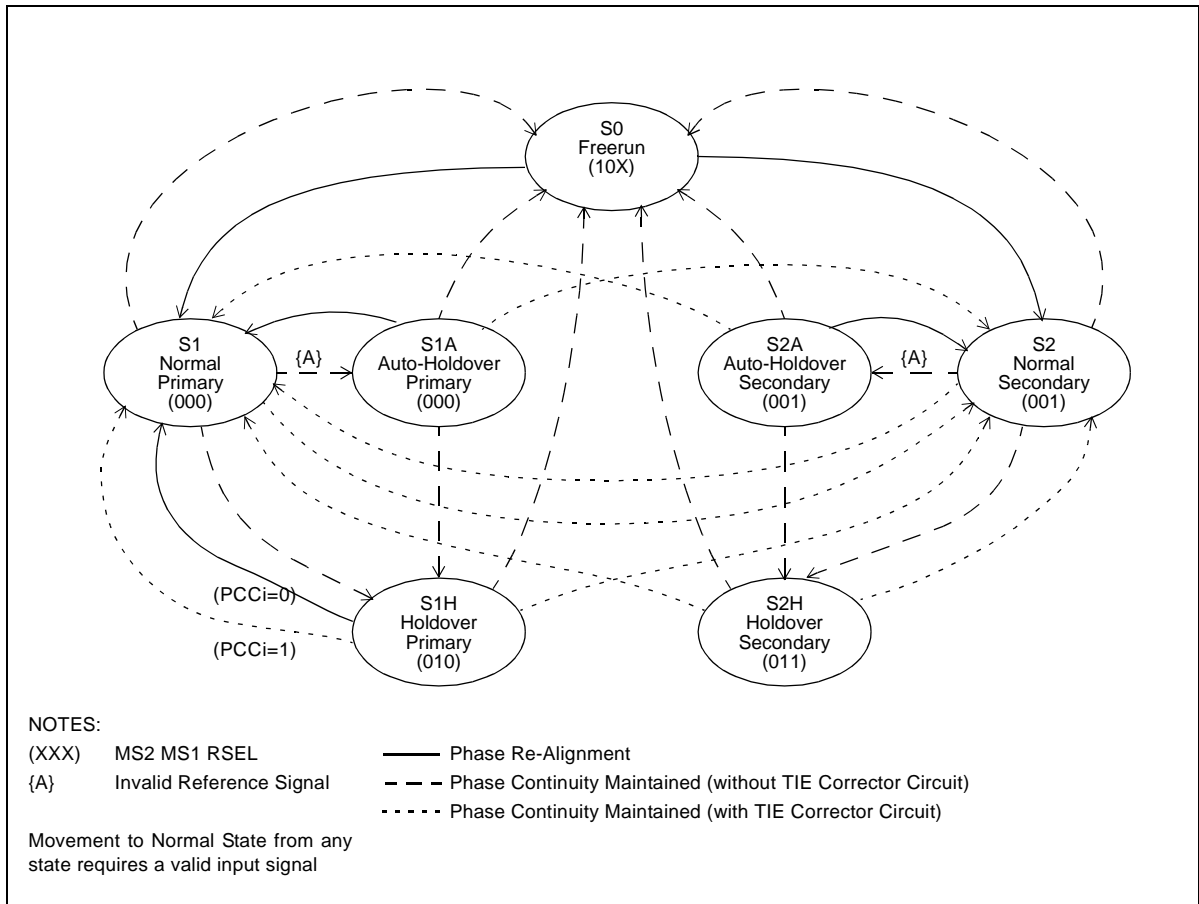 S0
Freerun
(10X)
S1
Normal
Primary
(000)
{A}
S1A
Auto-Holdover
Primary
(000)
S2A
Auto-Holdover
Secondary
(001)
{A}
S2
Normal
Secondary
(001)
(PCCi=0)
(PCCi=1)
S1H
Holdover
Primary
(010)
S2H
Holdover
Secondary
(011)
NOTES:
(XXX) MS2 MS1 RSEL
{A} Invalid Reference Signal
Movement to Normal State from any
state requires a valid input signal
Phase Re-Alignment
Phase Continuity Maintained (without TIE Corrector Circuit)
Phase Continuity Maintained (with TIE Corrector Circuit)